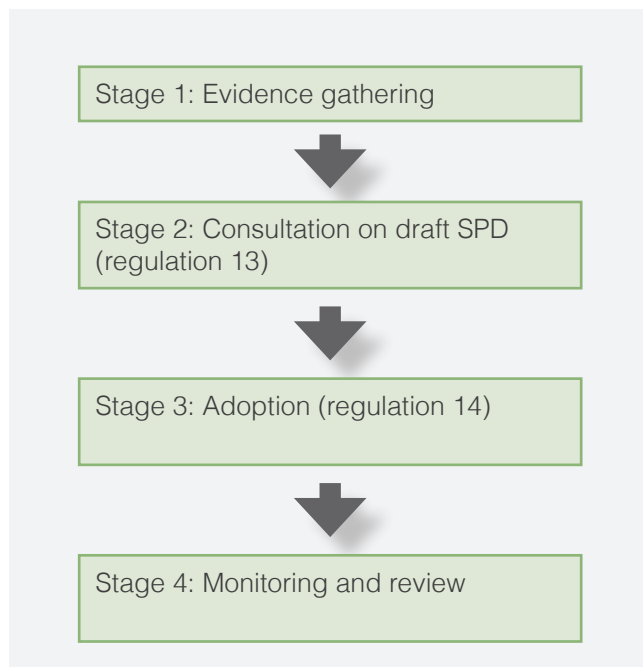 Stage 1: Evidence gathering
Stage 2: Consultation on draft SPD
(regulation 13)
Stage 3: Adoption (regulation 14)
Stage 4: Monitoring and review